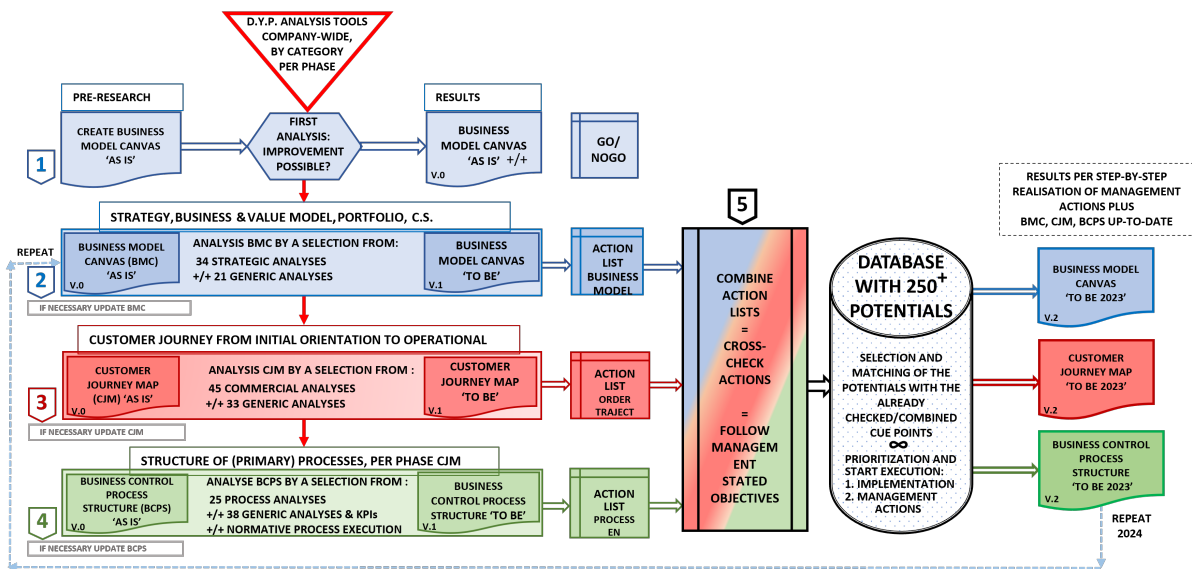 D.Y.P. ANALYSIS TOOLS
COMPANY-WIDE,
BY CATEGORY
PER PHASE
PRE-RESEARCH
RESULTS
CREATE BUSINESS
MODEL CANVAS
'AS IS'
FIRST
ANALYSIS:
IMPROVEMENT
POSSIBLE?
BUSINESS
MODEL CANVAS
'AS IS' +/+
V.0
GO/
NOGO
1
STRATEGY, BUSINESS & VALUE MODEL, PORTFOLIO, C.S.
REPEAT
2
BUSINESS MODEL
CANVAS (BMC)
'AS IS'
V.0
ANALYSIS BMC BY A SELECTION FROM:
34 STRATEGIC ANALYSES
+/+ 21 GENERIC ANALYSES
BUSINESS
MODEL CANVAS
'TO BE'
V.1
ACTION
LIST
BUSINESS
MODEL
IF NECESSARY UPDATE BMC
CUSTOMER JOURNEY FROM INITIAL ORIENTATION TO OPERATIONAL
3
CUSTOMER
JOURNEY MAP
(CJM) 'AS IS'
V.0
ANALYSIS CJM BY A SELECTION FROM :
45 COMMERCIAL ANALYSES
+/+ 33 GENERIC ANALYSES
CUSTOMER
JOURNEY MAP
'TO BE'
V.1
ACTION
LIST
ORDER
TRAJECT
IF NECESSARY UPDATE CJM
STRUCTURE OF (PRIMARY) PROCESSES, PER PHASE CJM
4
BUSINESS CONTROL
PROCESS
STRUCTURE (BCPS)
'AS IS'
V.0
ANALYSE BCPS BY A SELECTION FROM :
25 PROCESS ANALYSES
+/+ 38 GENERIC ANALYSES & KPIs
+/+ NORMATIVE PROCESS EXECUTION
BUSINESS
CONTROL PROCESS
STRUCTURE 'TO BE'
V.1
ACTION
LIST
PROCESS
EN
IF NECESSARY UPDATE BCPS
5
COMBINE
ACTION
LISTS
=
CROSS-
CHECK
ACTIONS
=
FOLLOW
MANAGEM
ENT
STATED
OBJECTIVES
DATABASE
WITH 250+
POTENTIALS
SELECTION AND
MATCHING OF THE
POTENTIALS WITH THE
ALREADY
CHECKED/COMBINED
CUE POINTS
∞
PRIORITIZATION AND
START EXECUTION:
1. IMPLEMENTATION
2. MANAGEMENT
ACTIONS
RESULTS PER STEP-BY-STEP
REALISATION OF MANAGEMENT
ACTIONS PLUS
BMC, CJM, BCPS UP-TO-DATE
BUSINESS MODEL
CANVAS
'TO BE 2023'
V.2
CUSTOMER
JOURNEY MAP
'TO BE 2023'
V.2
BUSINESS CONTROL
PROCESS
STRUCTURE
'TO BE 2023'
V.2
REPEAT
2024